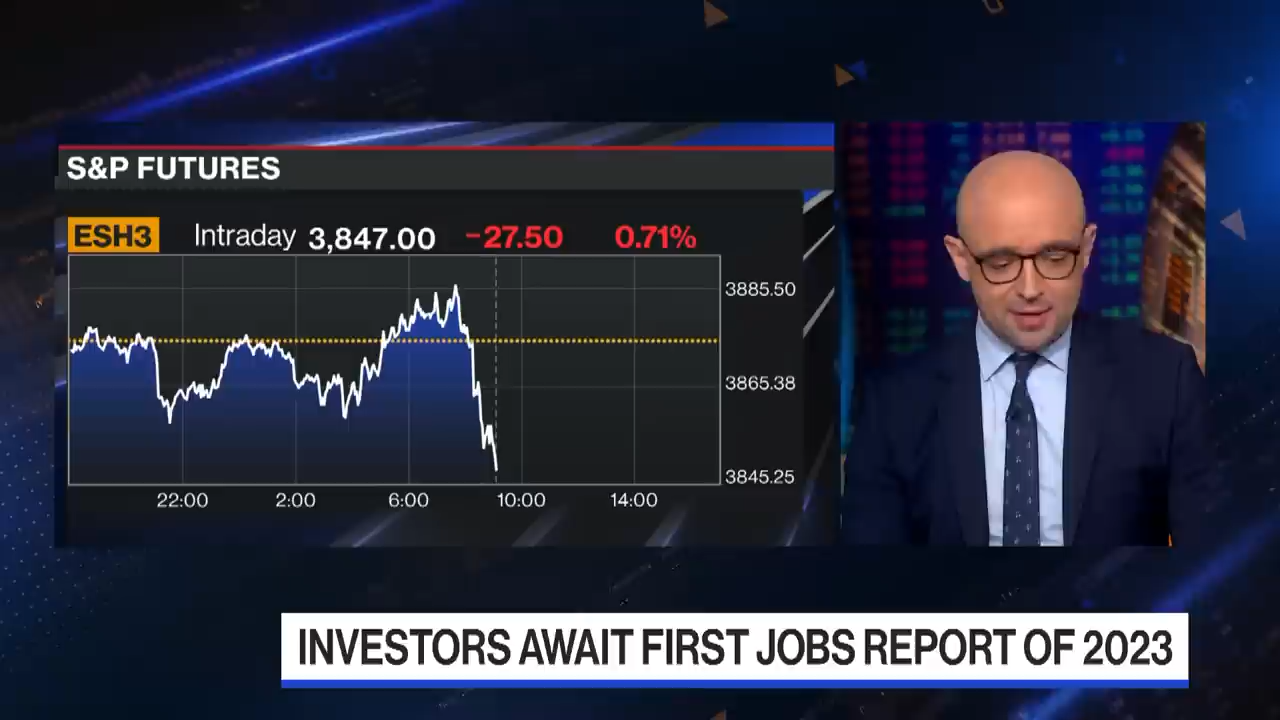 S&P FUTURES
ESH3 Intraday 3,847.00 -27.50 0.71%
3885.50
3865.38
3845.25
22:00 2:00 6:00 10:00 14:00
INVESTORS AWAIT FIRST JOBS REPORT OF 2023